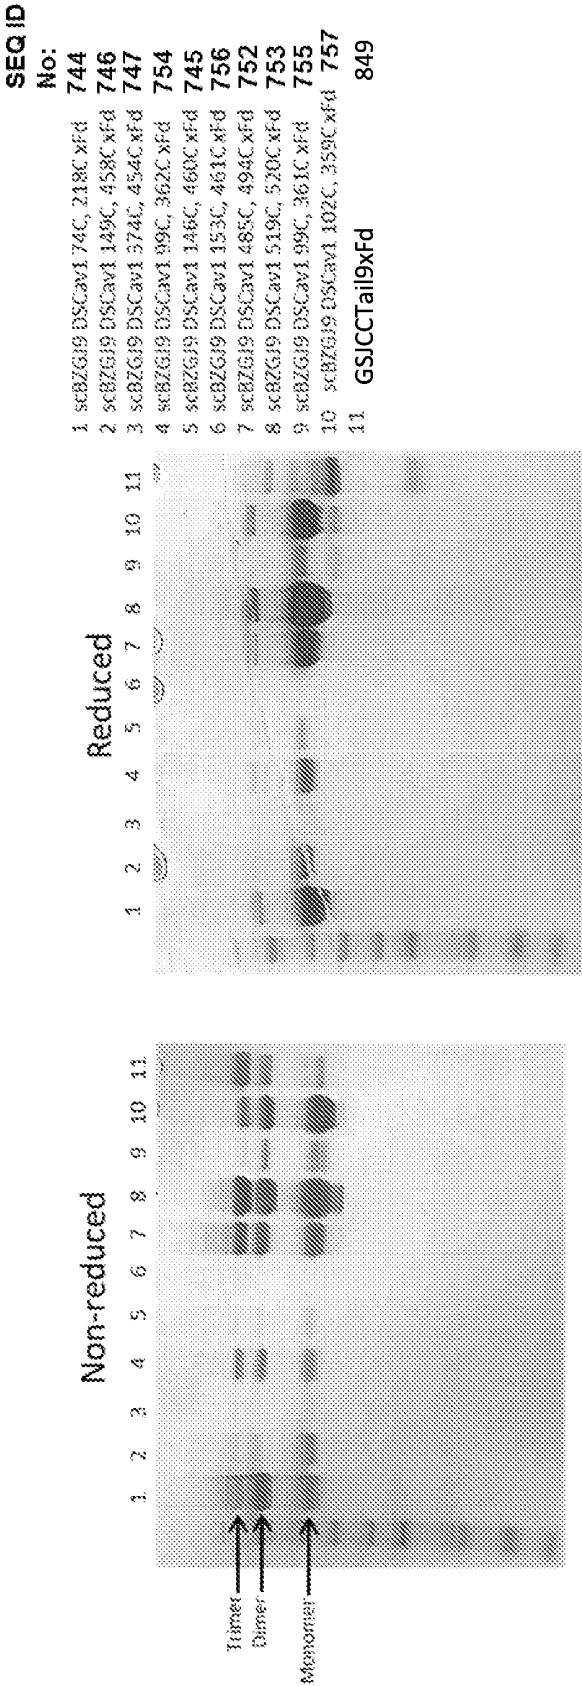 Non-reduced
1 2 3 4 5 6 7 8 9 10 11
Trimer
Dimer
Monomer
Reduced
1 2 3 4 5 6 7 8 9 10 11
SEQ ID
No:
1 scBZGJ9 DSCav1 74C, 218C xFd 744
2 scBZGJ9 DSCav1 149C, 458C xFd 746
3 scBZGJ9 DSCav1 374C, 454C xFd 747
4 scBZGJ9 DSCav1 99C, 362C xFd 754
5 scBZGJ9 DSCav1 146C, 460C xFd 745
6 scBZGJ9 DSCav1 153C, 461C xFd 756
7 scBZGJ9 DSCav1 485C, 494C xFd 752
8 scBZGJ9 DSCav1 519C, 520C xFd 753
9 scBZGJ9 DSCav1 99C, 361C xFd 755
10 scBZGJ9 DSCav1 102C, 359C xFd 757
11 GSJCCTail9xFd 849